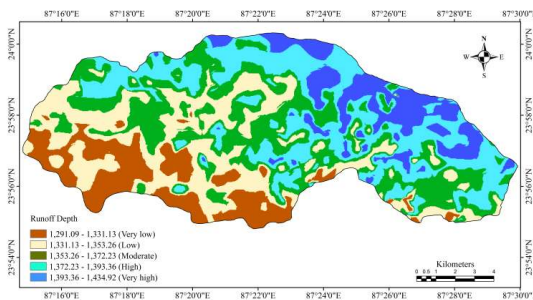 87°16'0"E 87°18'0"E 87°20'0"E 87°22'0"E 87°24'0"E 87°26'0"E 87°28'0"E 87°30'0"E
24°0'0"N
23°58'0"N
23°56'0"N
23°54'0"N
N
W E
S
24°0'0"N
23°58'0"N
23°56'0"N
23°54'0"N
Runoff Depth
1,291.09 - 1,331.13 (Very low)
1,331.13 - 1,353.26 (Low)
1,353.26 - 1,372.23 (Moderate)
1,372.23 - 1,393.36 (High)
1,393.36 - 1,434.92 (Very high)
Kilometers
0 0.5 1 2 3 4
87°16'0"E 87°18'0"E 87°20'0"E 87°22'0"E 87°24'0"E 87°26'0"E 87°28'0"E 87°30'0"E